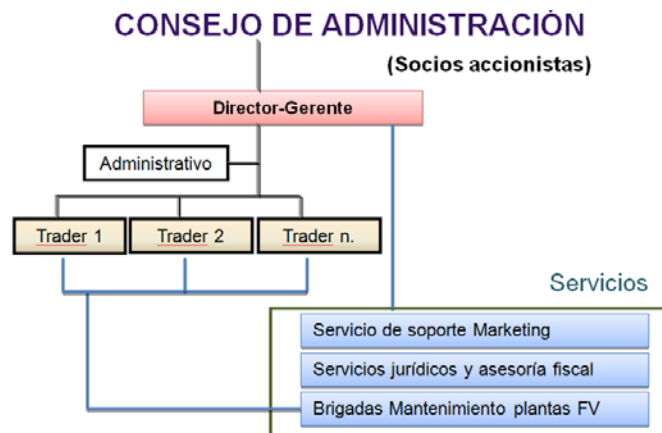 CONSEJO DE ADMINISTRACIÓN
(Socios accionistas)
Director-Gerente
Administrativo
Trader 1
Trader 2
Trader n.
Servicios
Servicio de soporte Marketing
Servicios jurídicos y asesoría fiscal
Brigadas Mantenimiento plantas FV